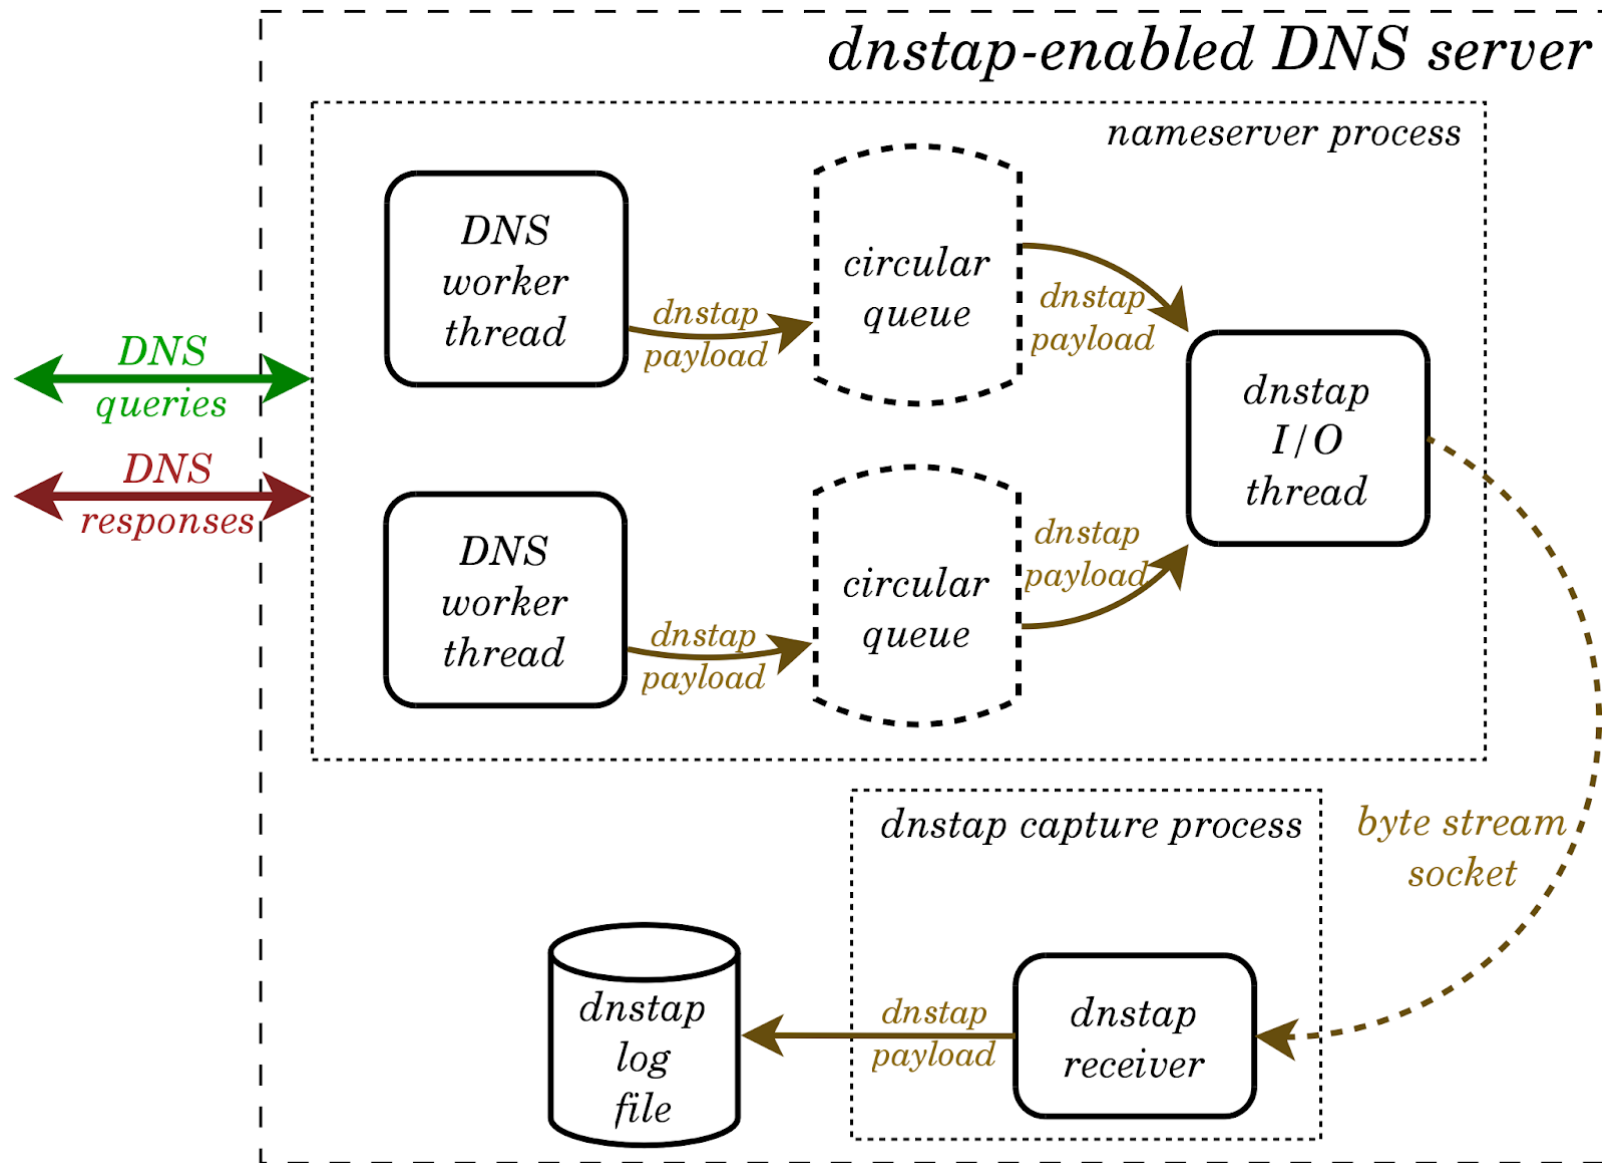 dnstap-enabled DNS server
nameserver process
DNS
worker
thread
dnstap
payload
circular
queue
dnstap
payload
DNS
queries
dnstap
I/O
thread
DNS
responses
DNS
worker
thread
dnstap
payload
circular
queue
dnstap
payload
dnstap capture process
byte stream
socket
dnstap
log
file
dnstap
payload
dnstap
receiver